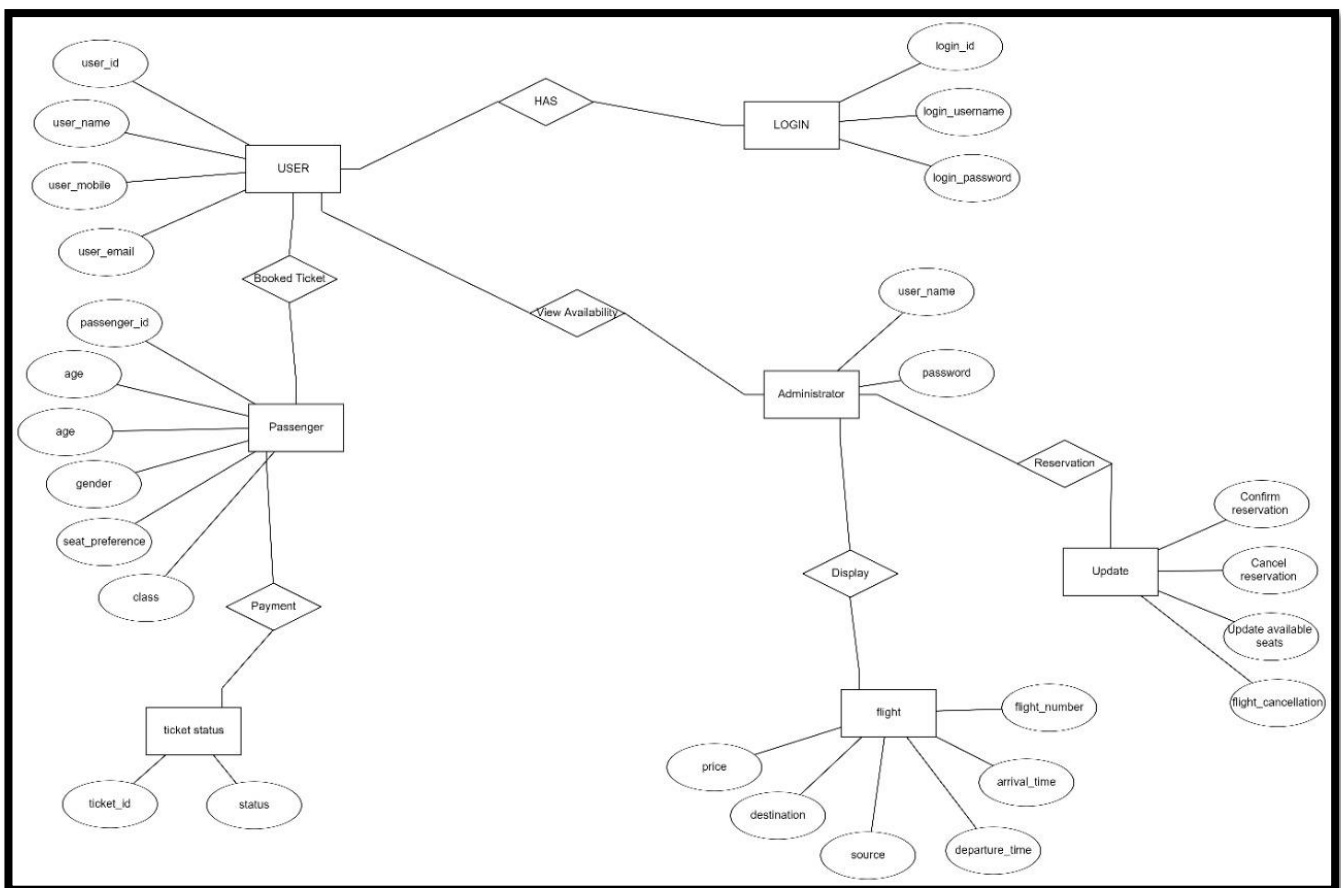 login_id
user_id
HAS
login_username
user_name
LOGIN
USER
login_password
user_mobile
user_email
Booked Ticket
user_name
View Availability
passenger_id
age
password
Administrator
Passenger
age
Reservation
gender
Confirm
reservation
seat_preference
Update
Cancel
reservation
Display
class
Payment
Update available
seats
flight_cancellation
flight
flight_number
ticket status
price
arrival_time
ticket_id
status
destination
source
departure_time